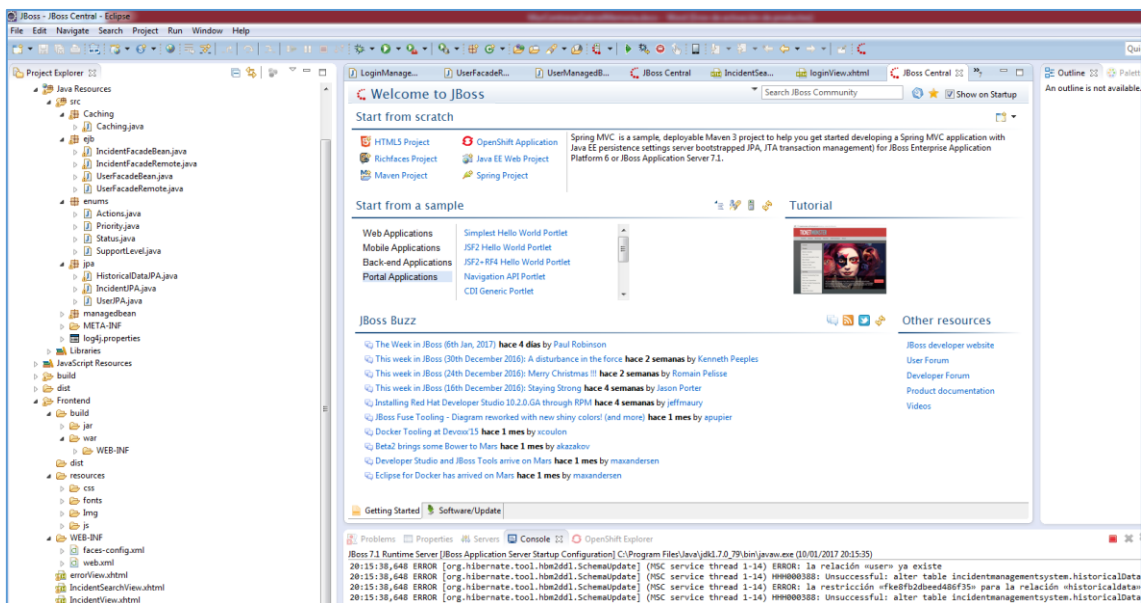 JBoss - JBoss Central - Eclipse
File Edit Navigate Search Project Run Window Help
Qui
Project Explorer
Java Resources
src
Caching
Caching.java
ejb
IncidentFacadeBean.java
IncidentFacadeRemote.java
UserFacadeBean.java
UserFacadeRemote.java
enums
Actions.java
Priority.java
Status.java
SupportLevel.java
jpa
HistoricalDataJPA.java
IncidentJPA.java
UserJPA.java
managedbean
META-INF
log4j.properties
Libraries
JavaScript Resources
build
dist
Frontend
build
jar
war
WEB-INF
dist
resources
css
fonts
Img
js
WEB-INF
faces-config.xml
web.xml
errorView.xhtml
IncidentSearchView.xhtml
IncidentView.xhtml
LoginManage... UserFacadeR... UserManagedB... JBoss Central IncidentSea... loginView.xhtml JBoss Central
Welcome to JBoss
Search JBoss Community
Show on Startup
Start from scratch
HTML5 Project OpenShift Application
Richfaces Project Java EE Web Project
Maven Project Spring Project
Spring MVC is a sample, deployable Maven 3 project to help you get started developing a Spring MVC application with
Java EE persistence settings server bootstrapped JPA, JTA transaction management) for JBoss Enterprise Application
Platform 6 or JBoss Application Server 7.1.
Start from a sample
Web Applications
Mobile Applications
Back-end Applications
Portal Applications
Simplest Hello World Portlet
JSF2 Hello World Portlet
JSF2+RF4 Hello World Portlet
Navigation API Portlet
CDI Generic Portlet
Tutorial
JBoss Buzz
The Week in JBoss (6th Jan, 2017) hace 4 días by Paul Robinson
This week in JBoss (30th December 2016): A disturbance in the force hace 2 semanas by Kenneth Peeples
This week in JBoss (24th December 2016): Merry Christmas !!! hace 2 semanas by Romain Pelisse
This week in JBoss (16th December 2016): Staying Strong hace 4 semanas by Jason Porter
Installing Red Hat Developer Studio 10.2.0.GA through RPM hace 4 semanas by jeffmaury
JBoss Fuse Tooling - Diagram reworked with new shiny colors! (and more) hace 1 mes by apupier
Docker Tooling at Devoxx'15 hace 1 mes by xcoulon
Beta2 brings some Bower to Mars hace 1 mes by akazakov
Developer Studio and JBoss Tools arrive on Mars hace 1 mes by maxandersen
Eclipse for Docker has arrived on Mars hace 1 mes by maxandersen
Other resources
JBoss developer website
User Forum
Developer Forum
Product documentation
Videos
Getting Started Software/Update
Outline Palett
An outline is not available.
Problems Properties Servers Console OpenShift Explorer
JBoss 7.1 Runtime Server [JBoss Application Server Startup Configuration] C:\Program Files\Java\jdk1.7.0_79\bin\javaw.exe (10/01/2017 20:15:35)
20:15:38,648 ERROR [org.hibernate.tool.hbm2ddl.SchemaUpdate] (MSC service thread 1-14) ERROR: la relación «user» ya existe
20:15:38,648 ERROR [org.hibernate.tool.hbm2ddl.SchemaUpdate] (MSC service thread 1-14) HHH000388: Unsuccessful: alter table incidentmanagementsystem.historicalData
20:15:38,648 ERROR [org.hibernate.tool.hbm2ddl.SchemaUpdate] (MSC service thread 1-14) ERROR: la restricción «fke8fb2dbeed486f35» para la relación «historicaldata
20:15:38,648 ERROR [org.hibernate.tool.hbm2ddl.SchemaUpdate] (MSC service thread 1-14) HHH000388: Unsuccessful: alter table incidentmanagementsystem.historicalData